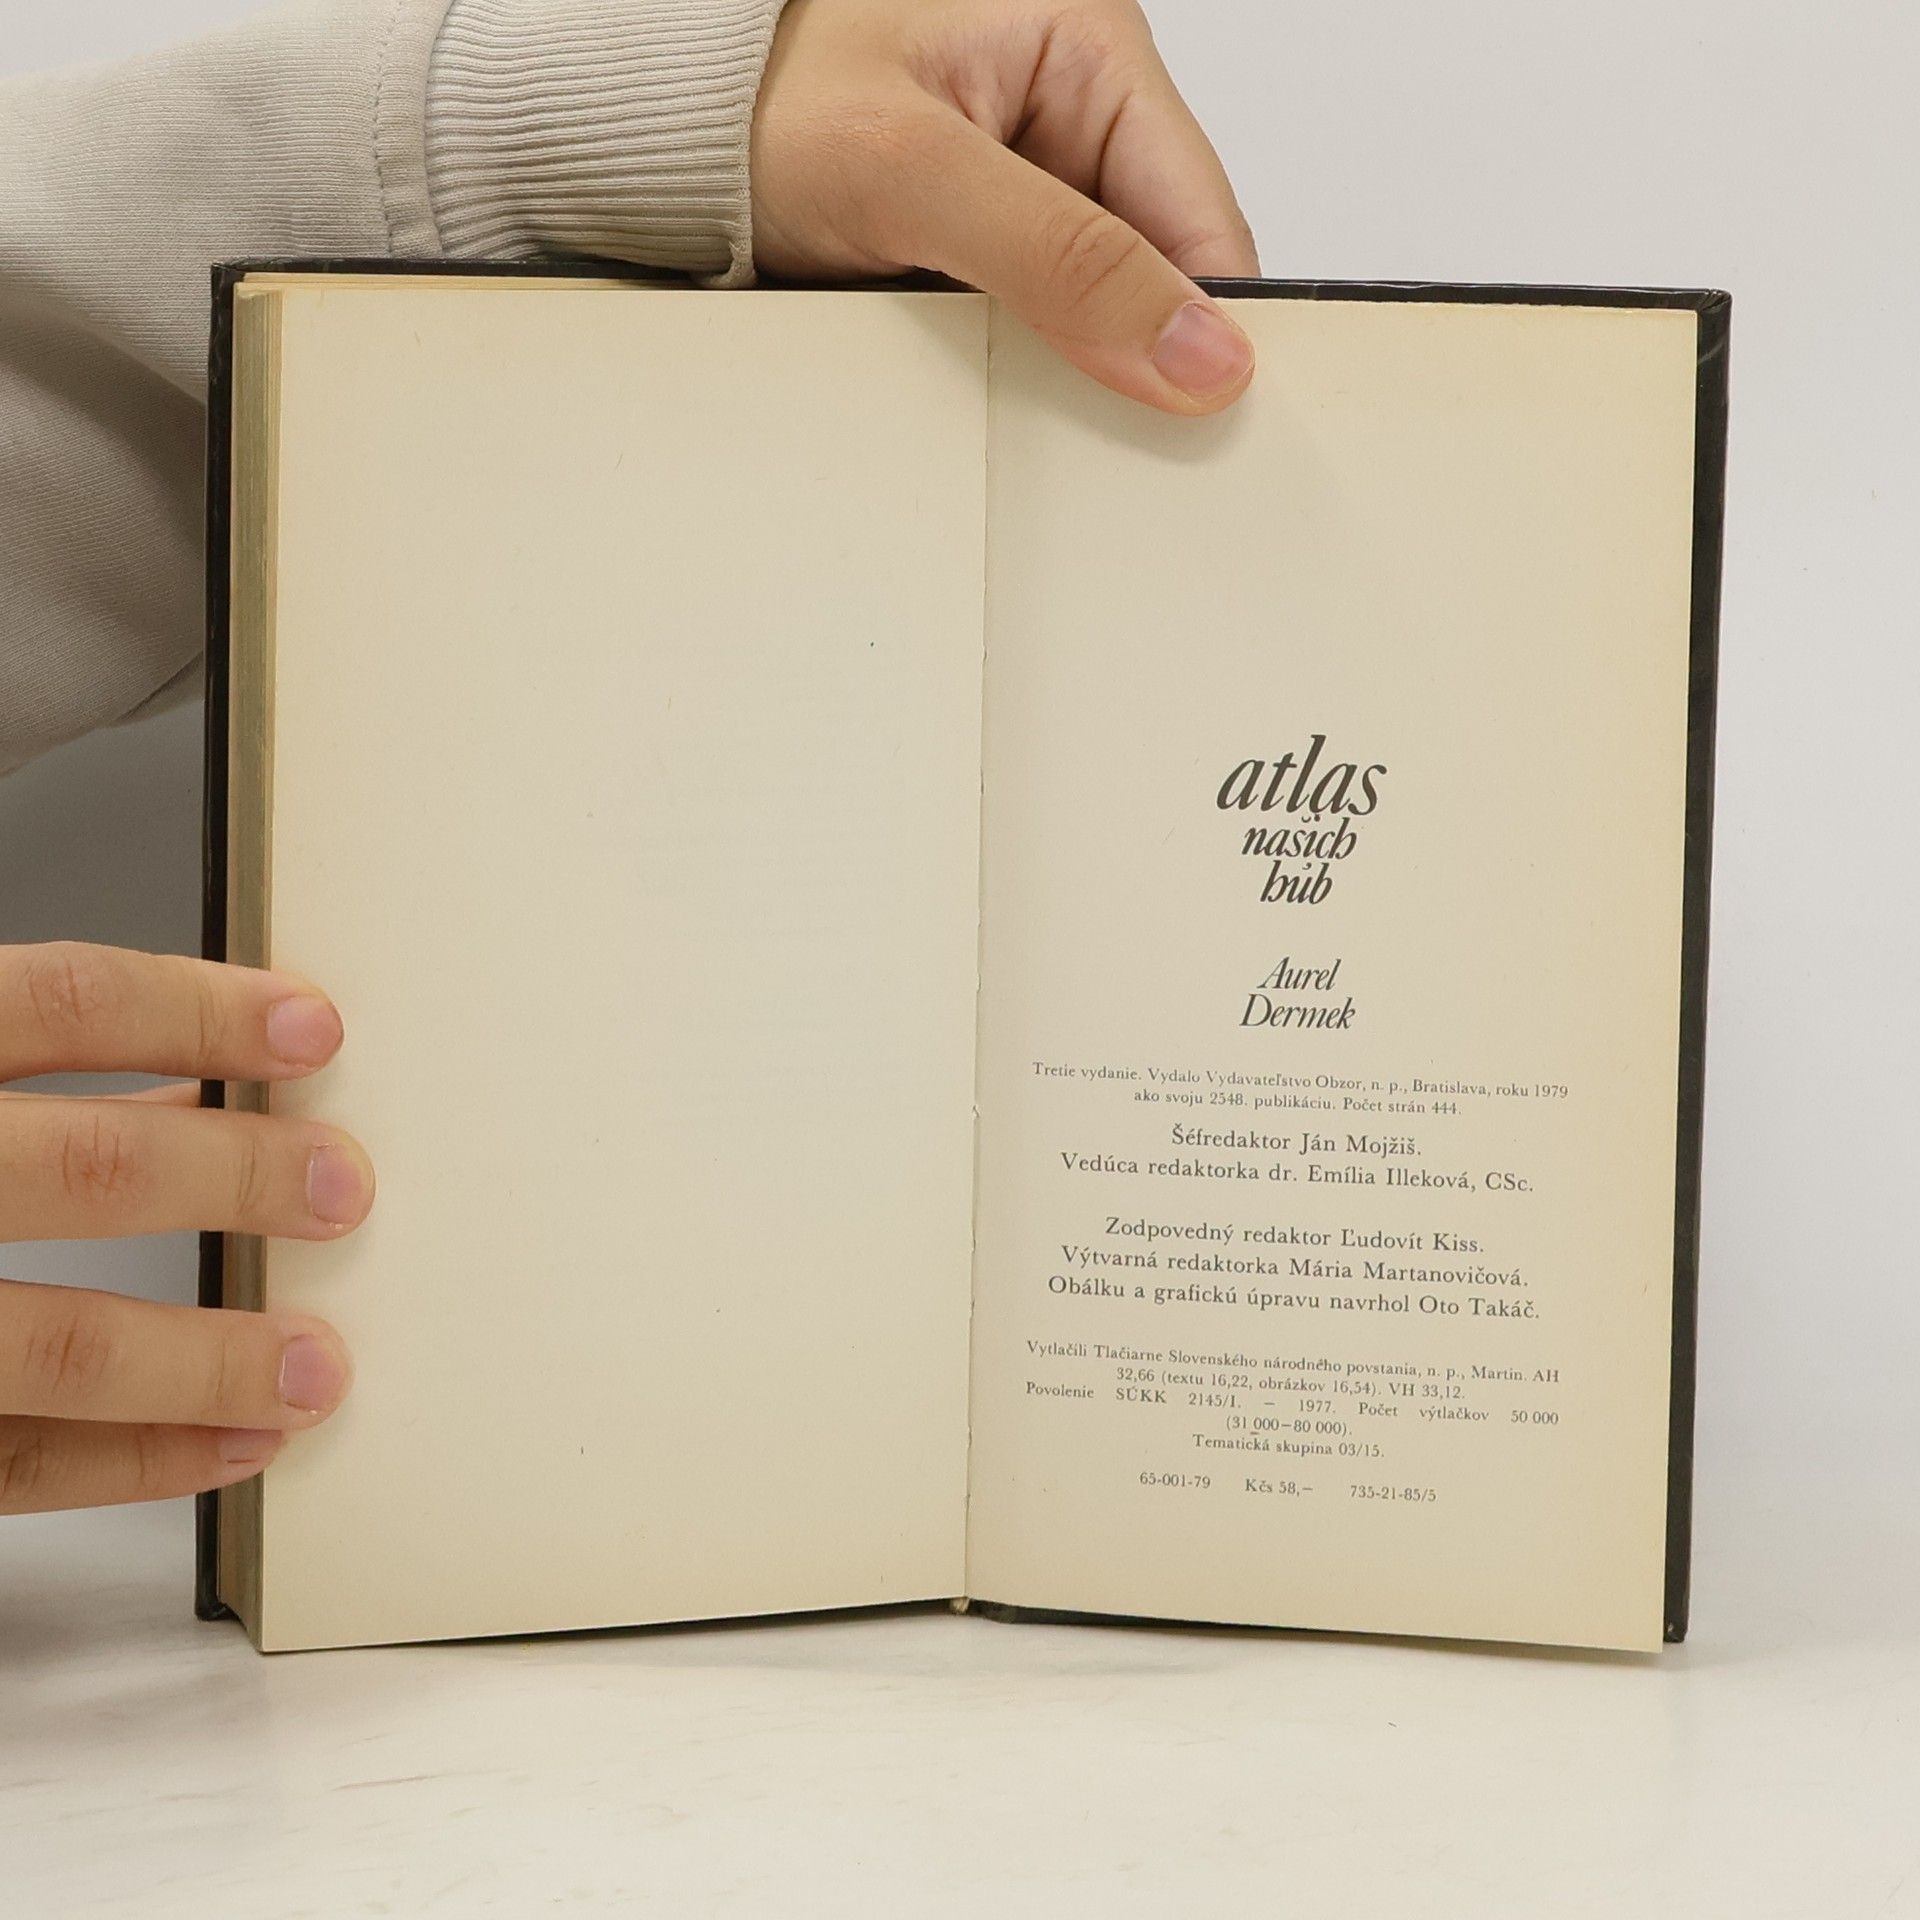 atlas
našich
húb
Aurel
Dermek
Tretie vydanie. Vydalo Vydavateľstvo Obzor, n. p., Bratislava, roku 1979
ako svoju 2548. publikáciu. Počet strán 444.
Šéfredaktor Ján Mojžiš.
Vedúca redaktorka dr. Emília Illeková, CSc.
Zodpovedný redaktor Ľudovít Kiss.
Výtvarná redaktorka Mária Martanovičová.
Obálku a grafickú úpravu navrhol Oto Takáč.
Vytlačili Tlačiarne Slovenského národného povstania, n. p., Martin. AH
32,66 (textu 16,22, obrázkov 16,54). VH 33,12.
Povolenie SÚKK 2145/I. – 1977. Počet výtlačkov 50 000
(31 000–80 000).
Tematická skupina 03/15.
65-001-79 Kčs 58,– 735-21-85/5